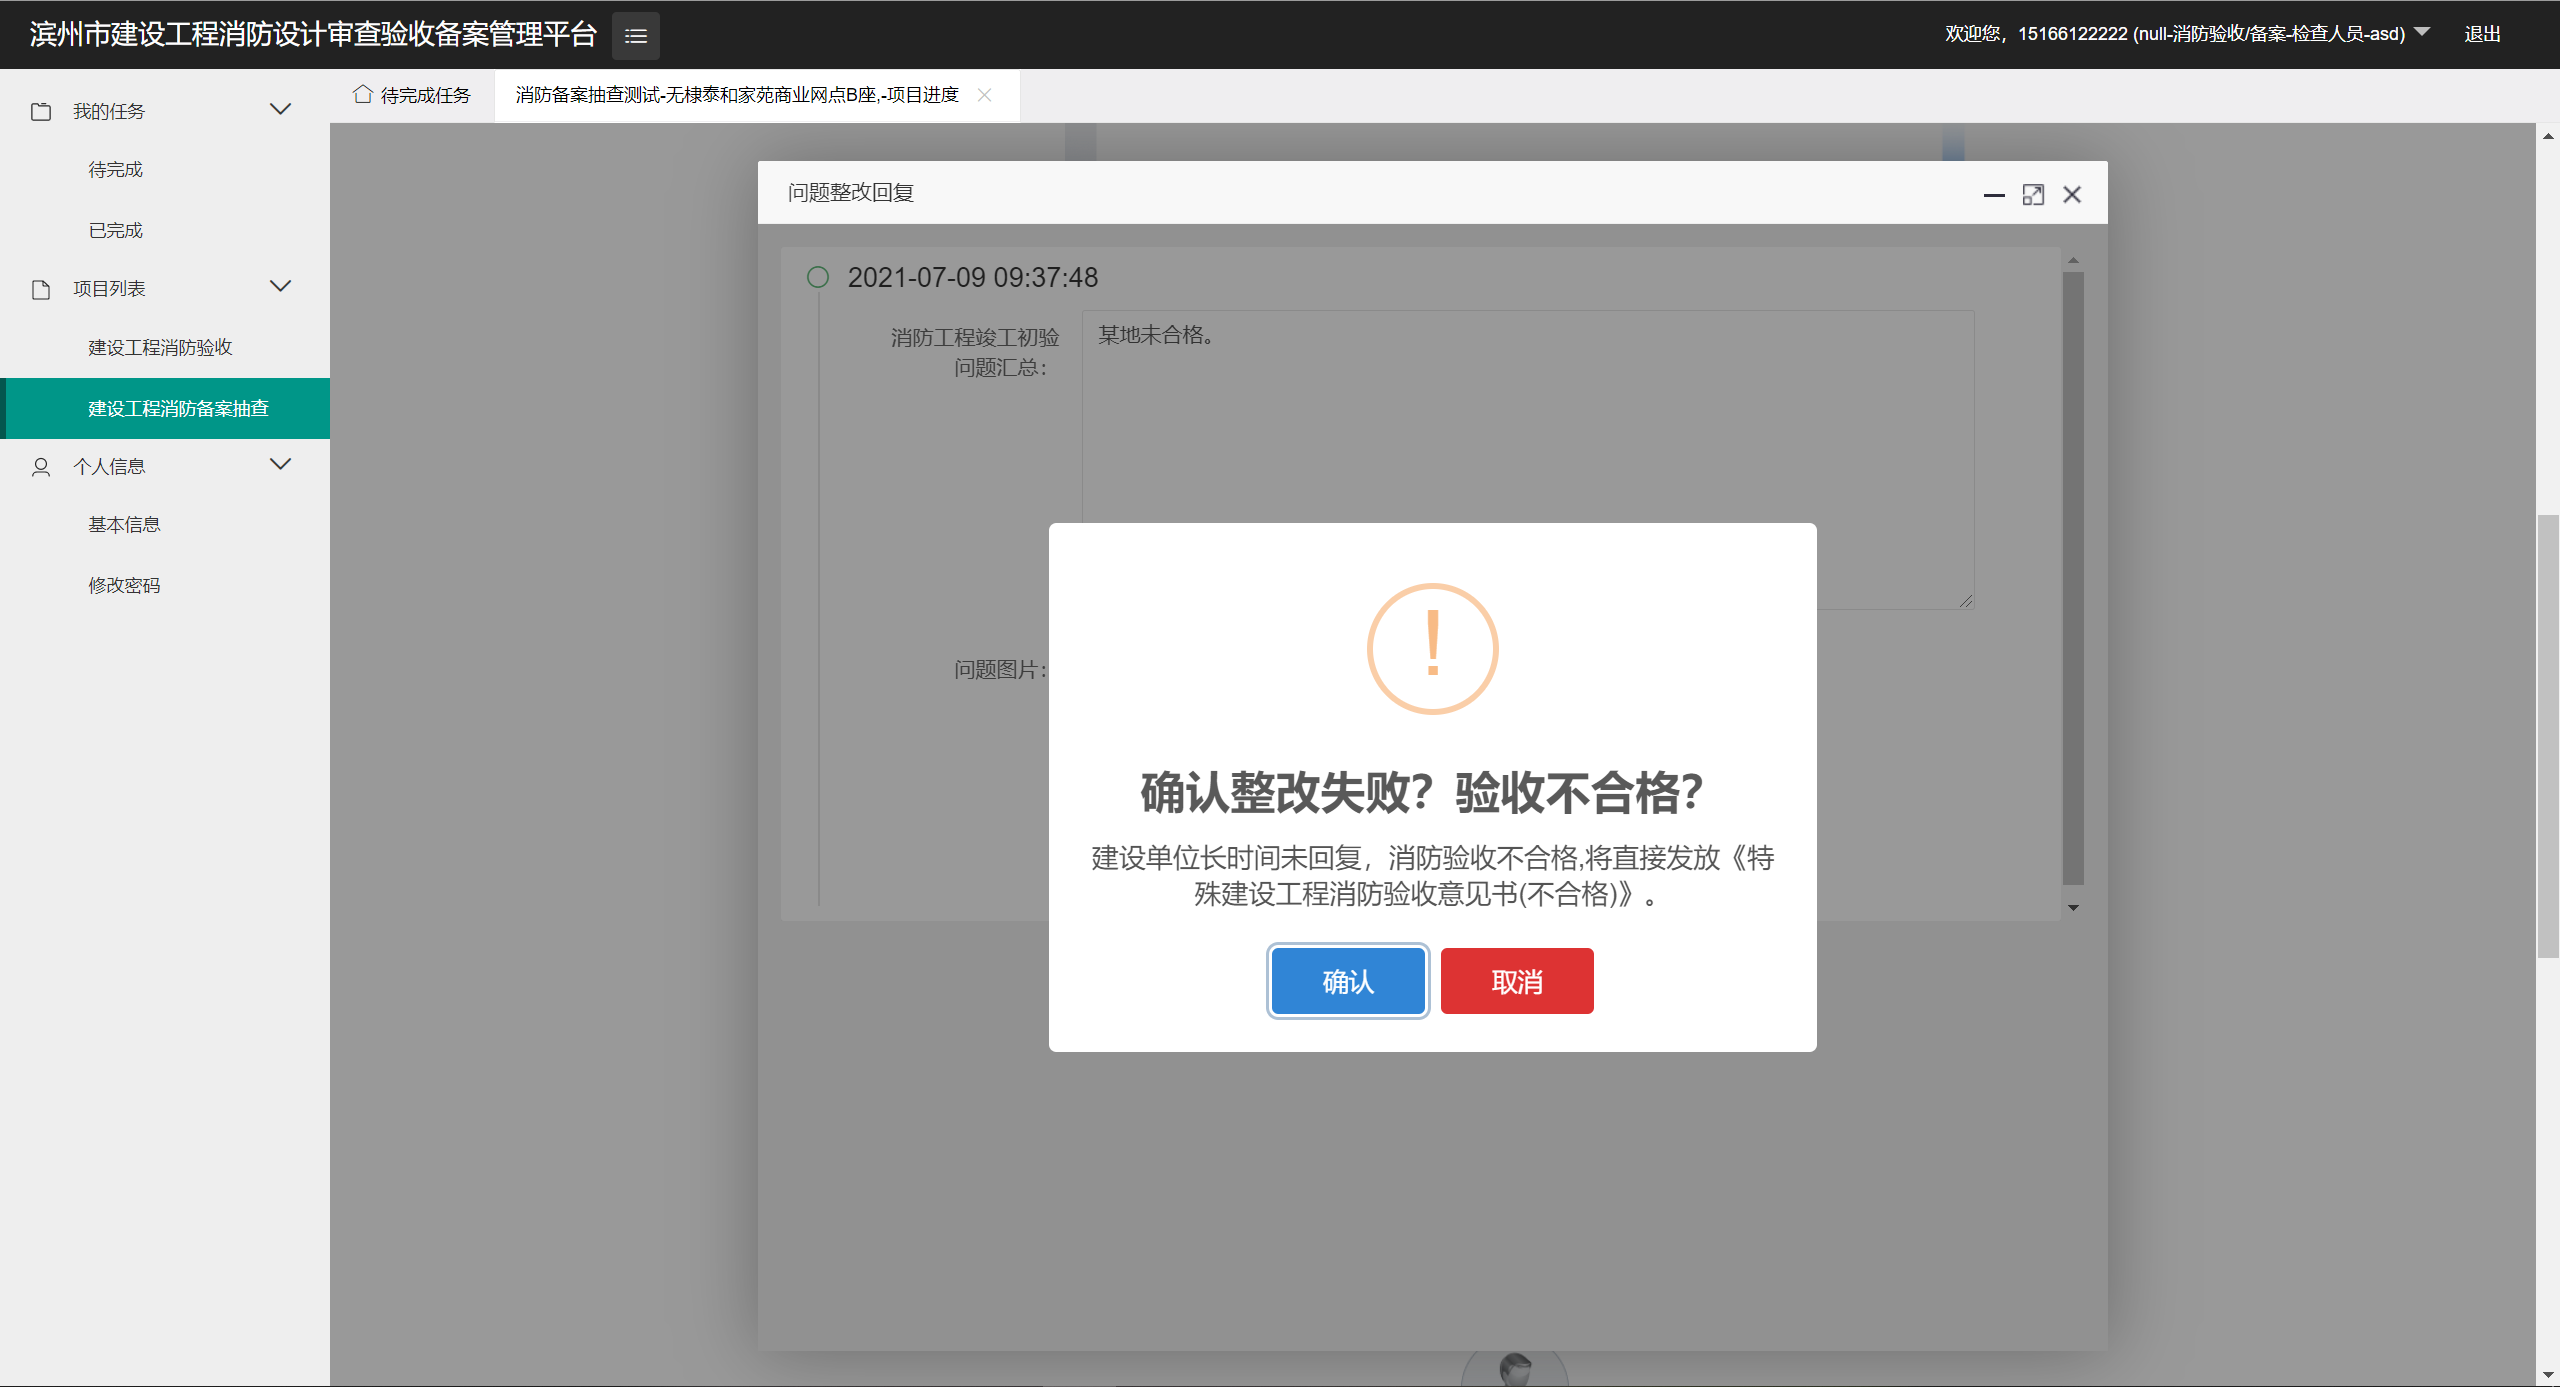 滨州市建设工程消防设计审查验收备案管理平台
欢迎您，15166122222 (null-消防验收/备案-检查人员-asd)
退出
我的任务
待完成
已完成
项目列表
建设工程消防验收
建设工程消防备案抽查
个人信息
基本信息
修改密码
待完成任务
消防备案抽查测试-无棣泰和家苑商业网点B座,-项目进度
问题整改回复
2021-07-09 09:37:48
消防工程竣工初验
问题汇总：
某地未合格。
问题图片：
!
确认整改失败？验收不合格？
建设单位长时间未回复，消防验收不合格,将直接发放《特
殊建设工程消防验收意见书(不合格)》。
确认
取消